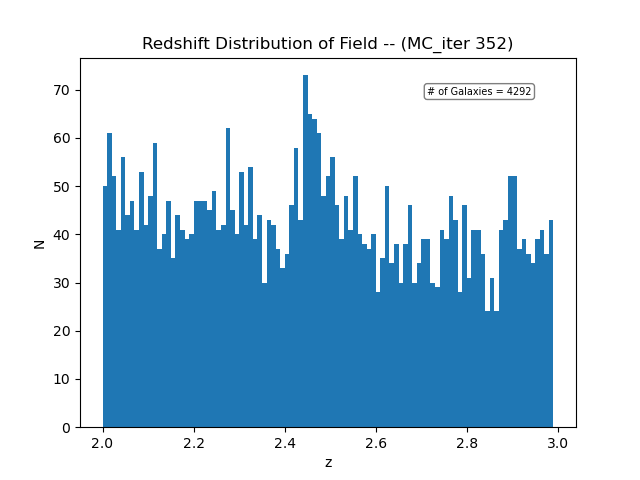 Redshift Distribution of Field -- (MC_iter 352)
# of Galaxies = 4292
70
60
50
40
30
20
10
0
N
2.0 2.2 2.4 2.6 2.8 3.0
z